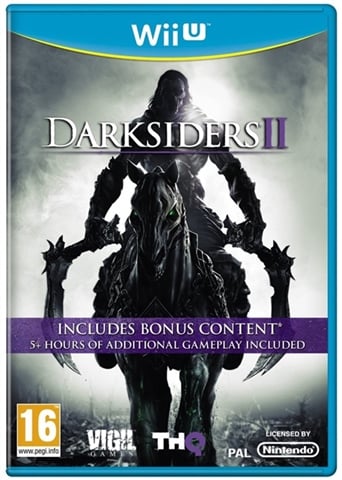 Wii U
DARKSIDERS II
INCLUDES BONUS CONTENT*
5+ HOURS OF ADDITIONAL GAMEPLAY INCLUDED
16
www.pegi.info
VIGIL
GAMES
THQ
PAL
LICENSED BY
Nintendo